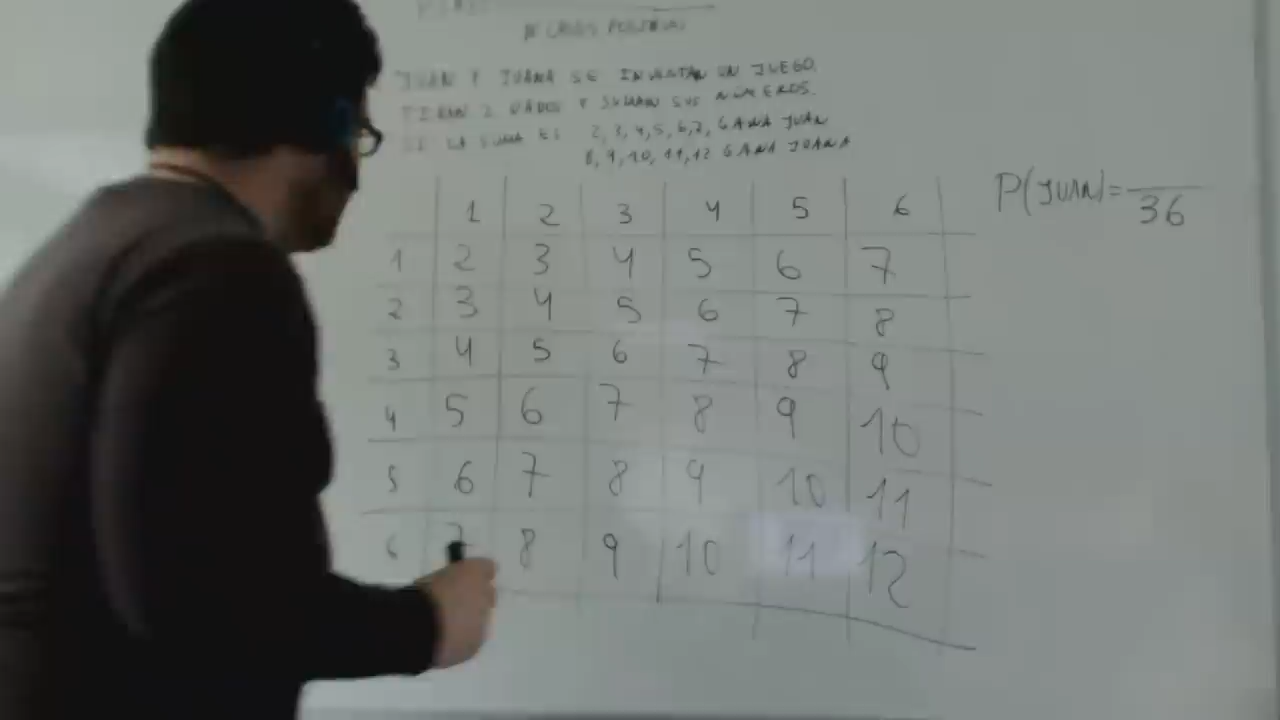 # CASOS POSIBLES
JUAN Y JUANA SE INVENTAN UN JUEGO.
TIRAN 2 DADOS Y SUMAN SUS NÚMEROS.
SI LA SUMA ES 2, 3, 4, 5, 6, 7, GANA JUAN
8, 9, 10, 11, 12 GANA JUANA
P(JUAN)= /36
1 2 3 4 5 6
1 2 3 4 5 6 7
2 3 4 5 6 7 8
3 4 5 6 7 8 9
4 5 6 7 8 9 10
5 6 7 8 9 10 11
6 7 8 9 10 11 12